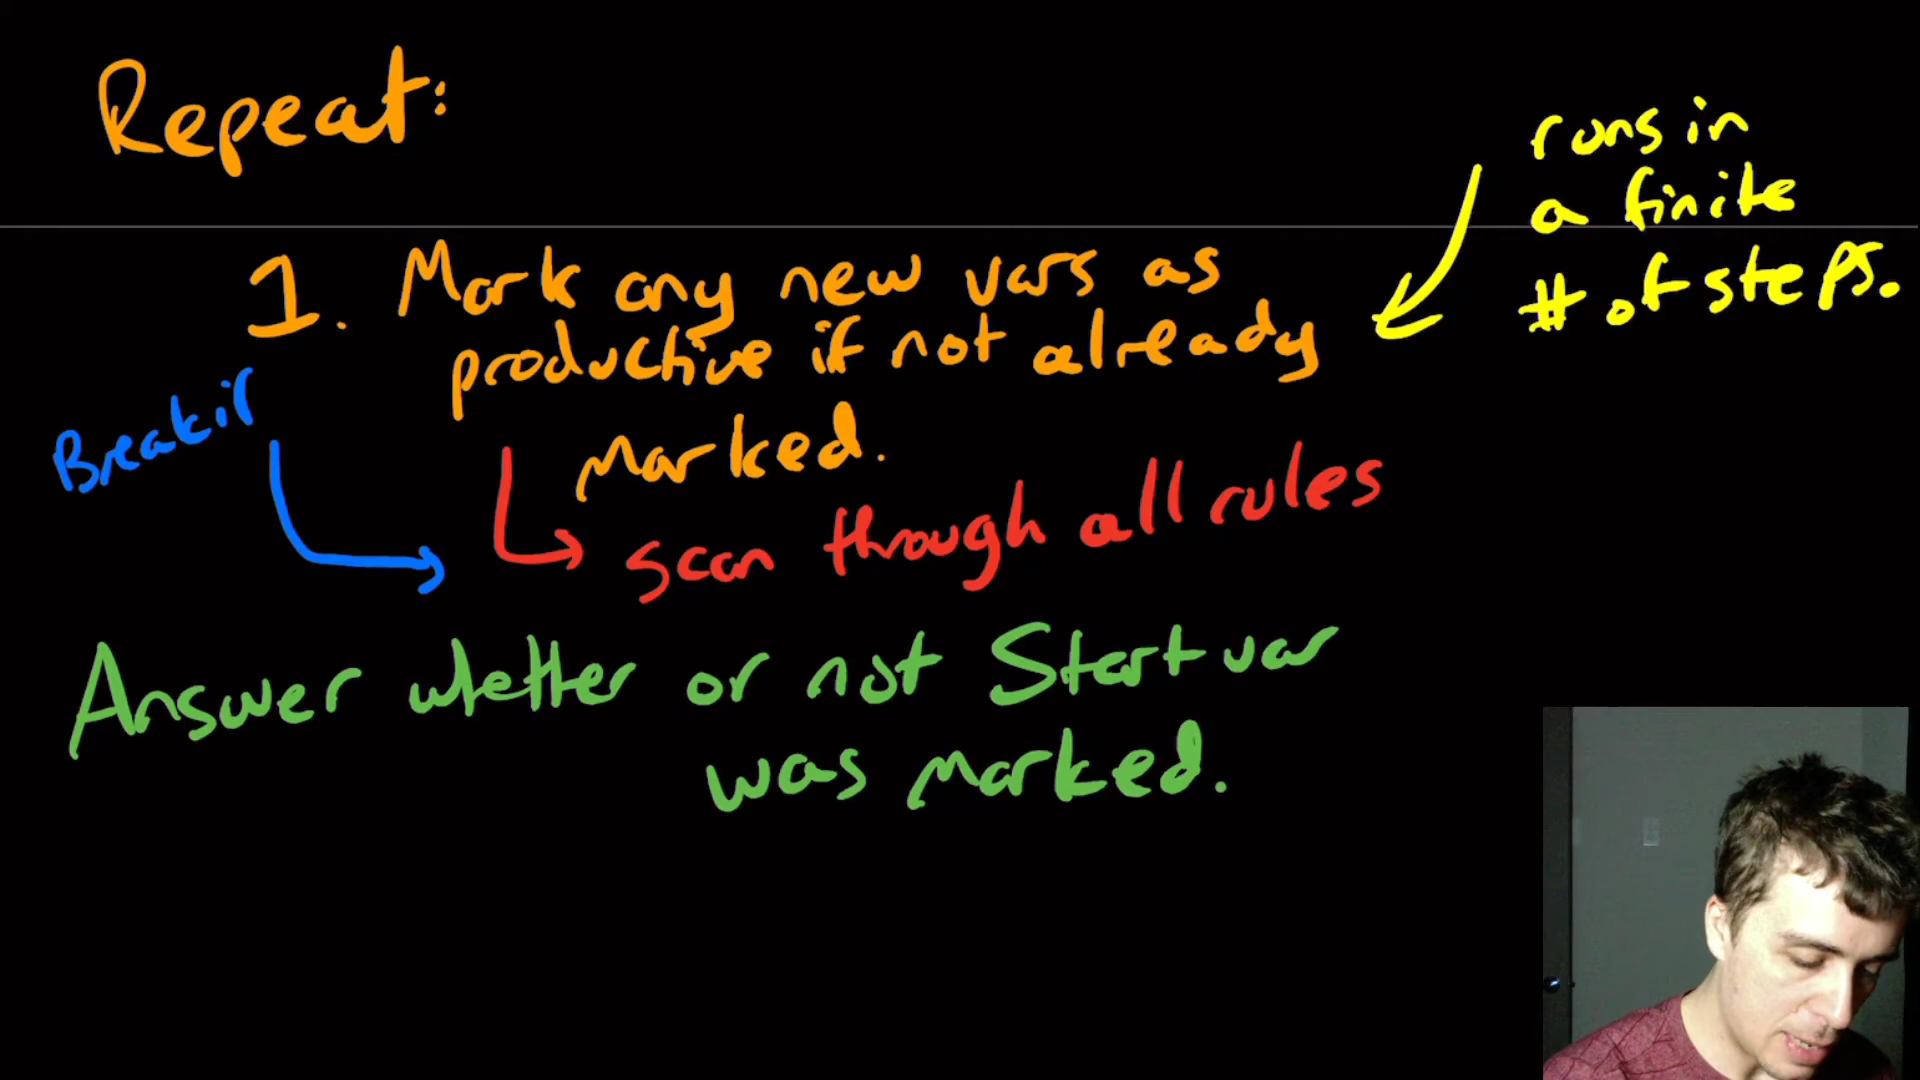 Repeat:
runs in
a finite
# of steps.
1. Mark any new vars as
productive if not already
marked.
Break if
scan through all rules
Answer whether or not Start var
was marked.